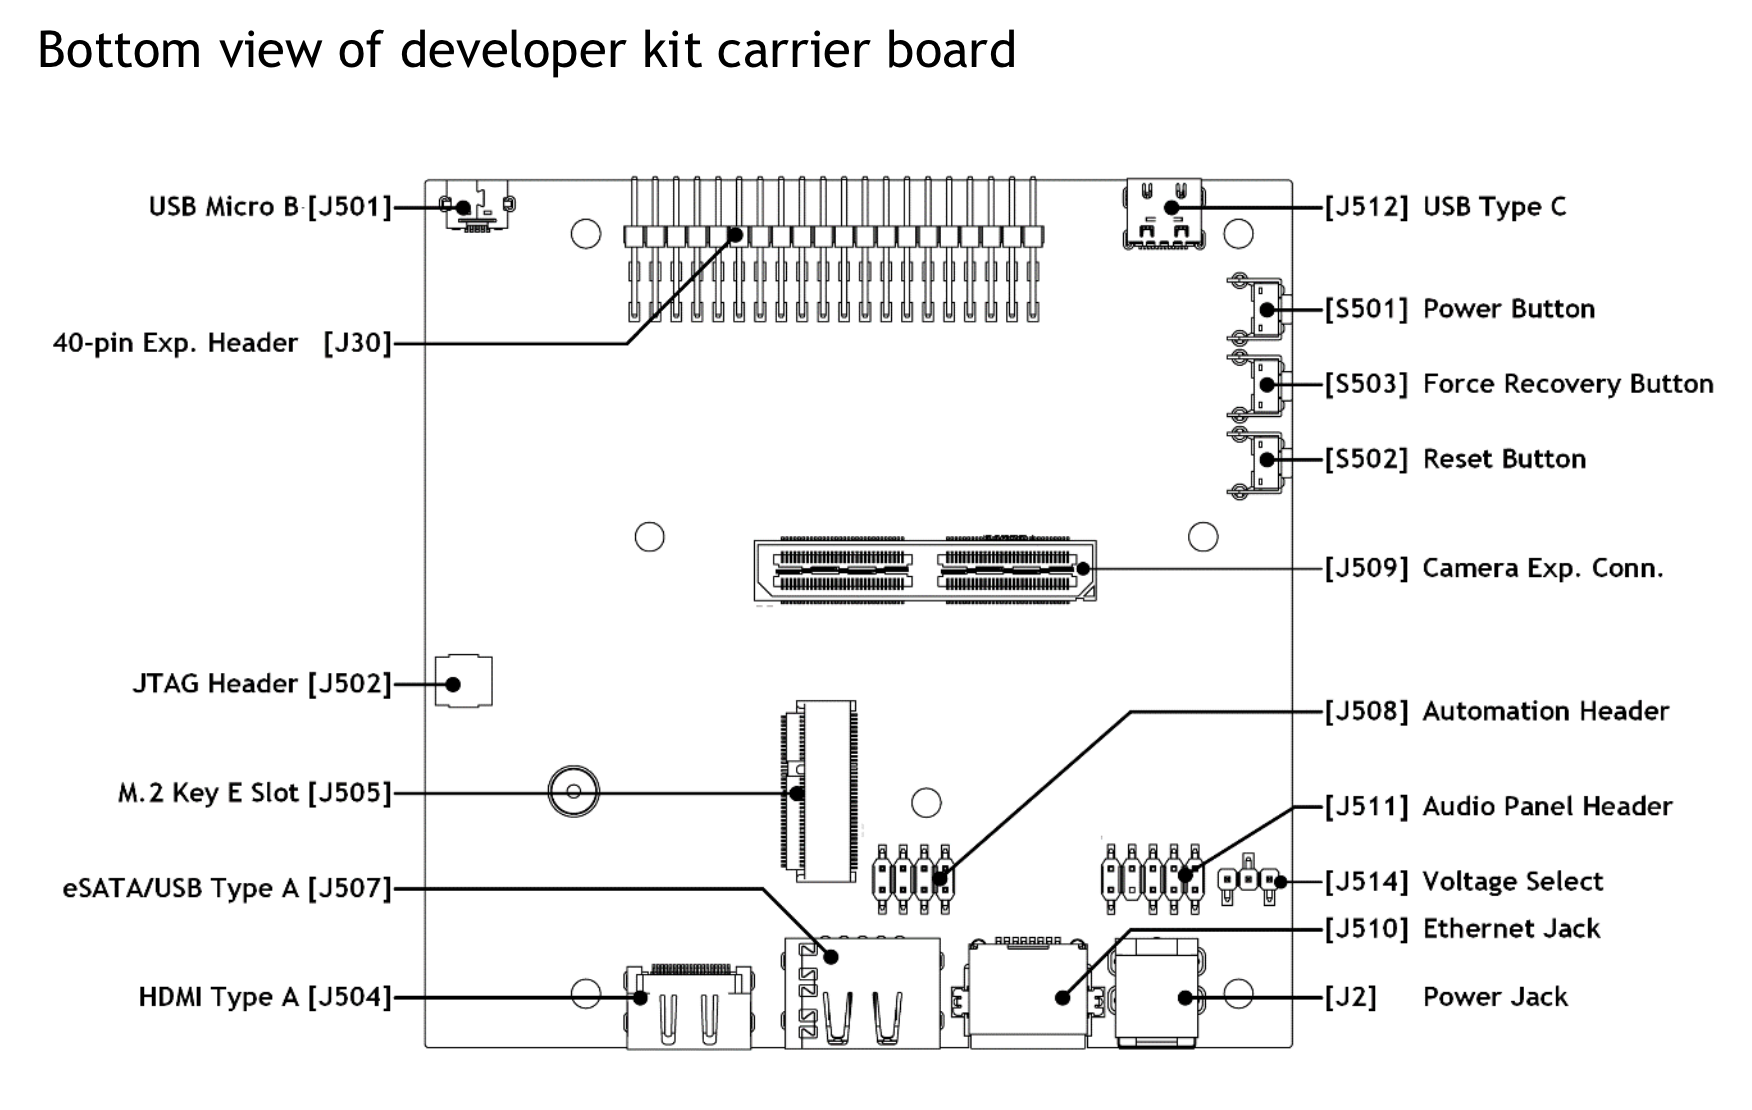 Bottom view of developer kit carrier board
USB Micro B [J501]
40-pin Exp. Header [J30]
JTAG Header [J502]
M.2 Key E Slot [J505]
eSATA/USB Type A [J507]
HDMI Type A [J504]
[J512] USB Type C
[S501] Power Button
[S503] Force Recovery Button
[S502] Reset Button
[J509] Camera Exp. Conn.
[J508] Automation Header
[J511] Audio Panel Header
[J514] Voltage Select
[J510] Ethernet Jack
[J2] Power Jack